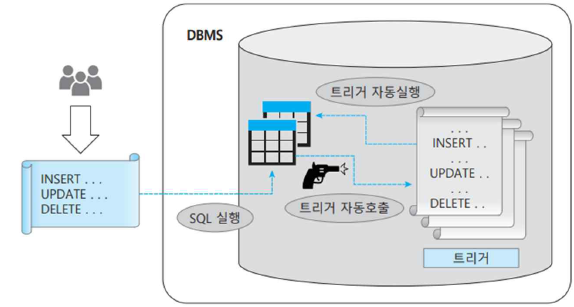 DBMS
트리거 자동실행
. . .
INSERT . .
. . .
UPDATE . .
. . .
DELETE . .
INSERT . . .
UPDATE . . .
DELETE . . .
SQL 실행
트리거 자동호출
트리거